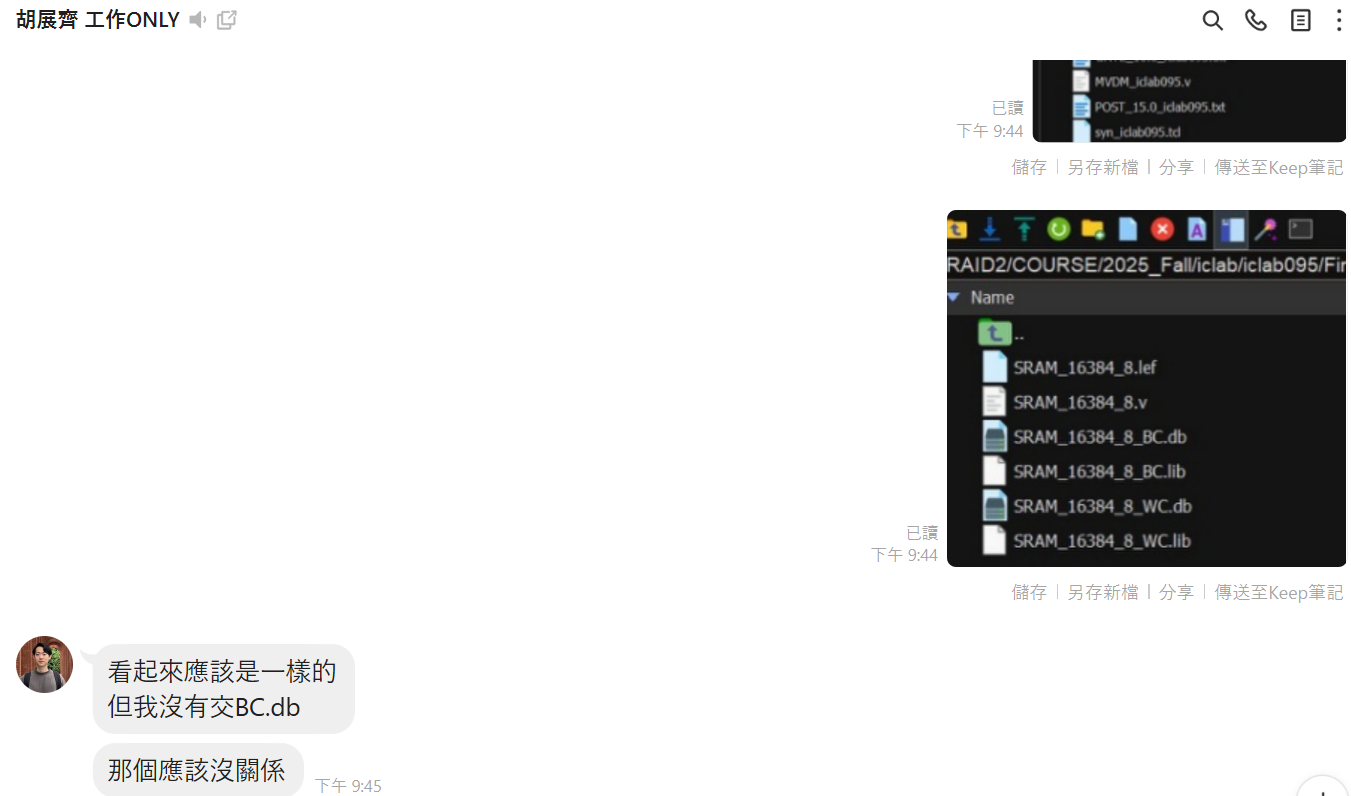 胡展齊 工作ONLY
MVDM_iclab095.v
POST_15.0_iclab095.txt
syn_iclab095.tcl
已讀
下午 9:44
儲存 | 另存新檔 | 分享 | 傳送至Keep筆記
RAID2/COURSE/2025_Fall/iclab/iclab095/Fin
Name
..
SRAM_16384_8.lef
SRAM_16384_8.v
SRAM_16384_8_BC.db
SRAM_16384_8_BC.lib
SRAM_16384_8_WC.db
SRAM_16384_8_WC.lib
已讀
下午 9:44
儲存 | 另存新檔 | 分享 | 傳送至Keep筆記
看起來應該是一樣的
但我沒有交BC.db
那個應該沒關係
下午 9:45